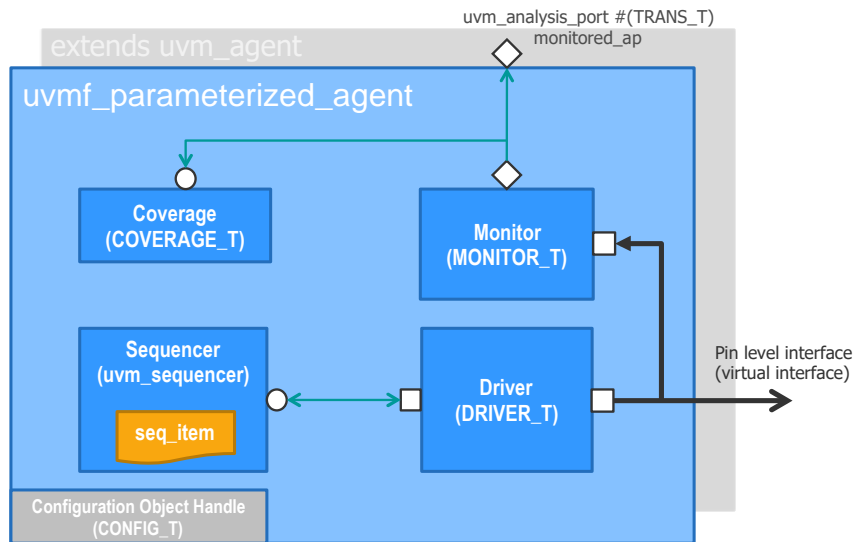 uvm_analysis_port #(TRANS_T)
monitored_ap
extends uvm_agent
uvmf_parameterized_agent
Coverage
(COVERAGE_T)
Monitor
(MONITOR_T)
Sequencer
(uvm_sequencer)
seq_item
Driver
(DRIVER_T)
Pin level interface
(virtual interface)
Configuration Object Handle
(CONFIG_T)